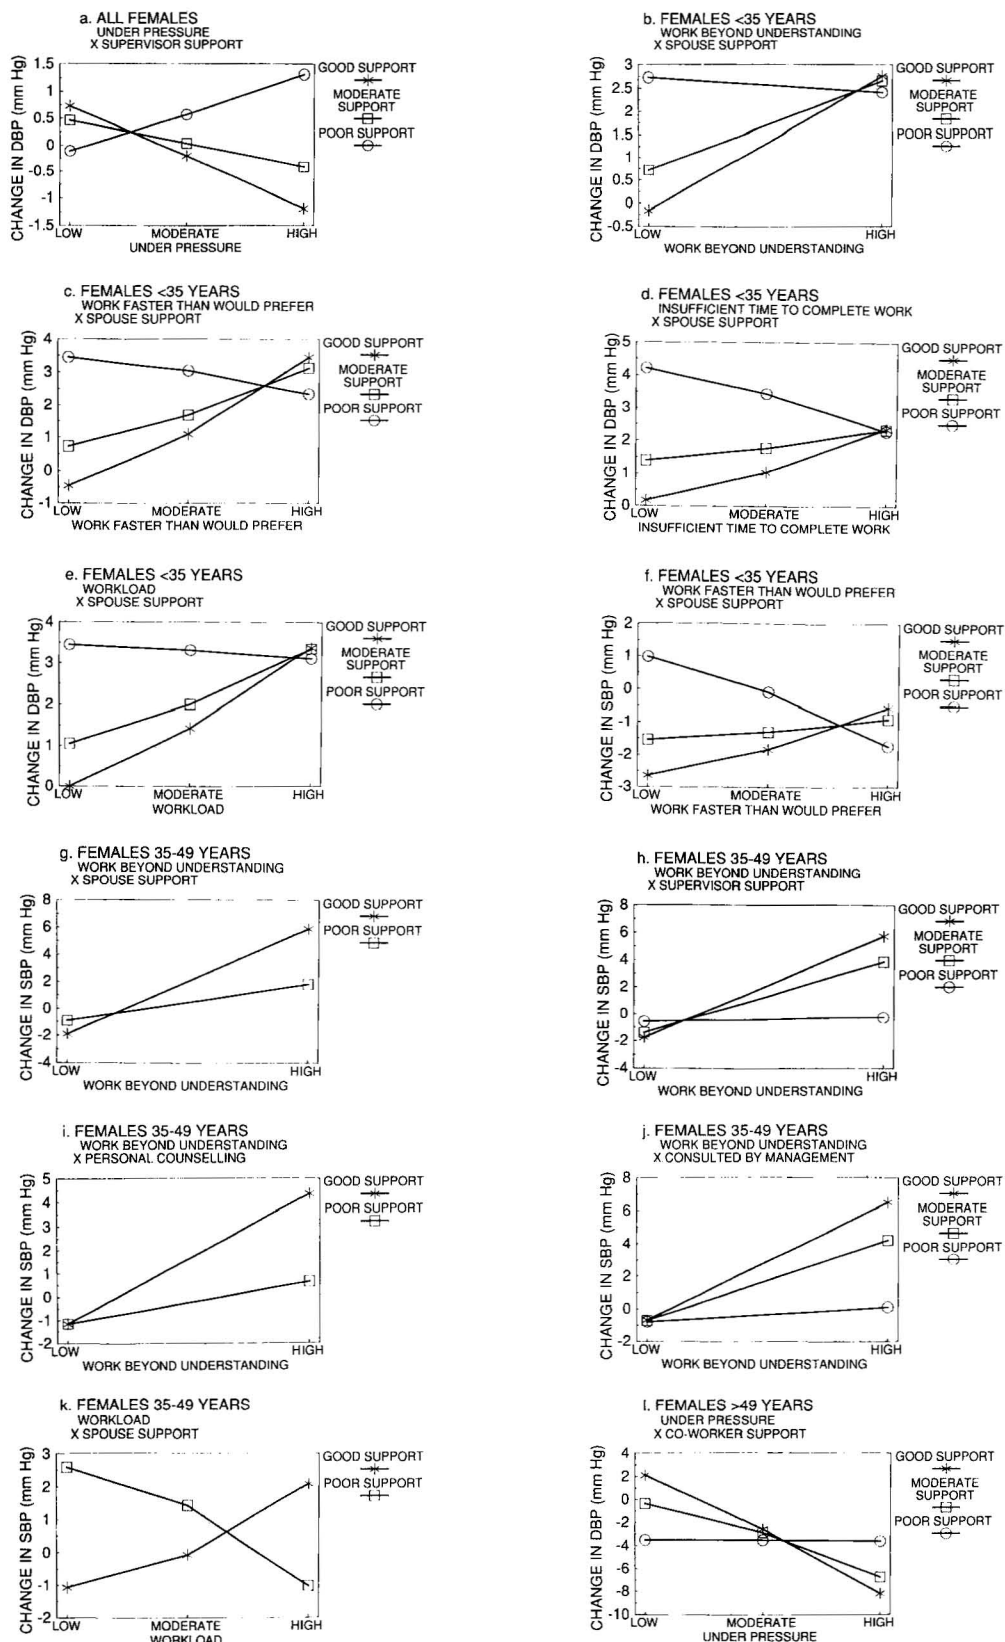 a. ALL FEMALES
UNDER PRESSURE
X SUPERVISOR SUPPORT
CHANGE IN DBP (mm Hg)
1.5
1
0.5
0
-0.5
-1
-1.5
LOW MODERATE HIGH
UNDER PRESSURE
GOOD SUPPORT
MODERATE
SUPPORT
POOR SUPPORT
b. FEMALES <35 YEARS
WORK BEYOND UNDERSTANDING
X SPOUSE SUPPORT
CHANGE IN DBP (mm Hg)
3
2.5
2
1.5
1
0.5
0
-0.5
LOW HIGH
WORK BEYOND UNDERSTANDING
GOOD SUPPORT
MODERATE
SUPPORT
POOR SUPPORT
c. FEMALES <35 YEARS
WORK FASTER THAN WOULD PREFER
X SPOUSE SUPPORT
CHANGE IN DBP (mm Hg)
4
3
2
1
0
-1
LOW MODERATE HIGH
WORK FASTER THAN WOULD PREFER
GOOD SUPPORT
MODERATE
SUPPORT
POOR SUPPORT
d. FEMALES <35 YEARS
INSUFFICIENT TIME TO COMPLETE WORK
X SPOUSE SUPPORT
CHANGE IN DBP (mm Hg)
5
4
3
2
1
0
LOW MODERATE HIGH
INSUFFICIENT TIME TO COMPLETE WORK
GOOD SUPPORT
MODERATE
SUPPORT
POOR SUPPORT
e. FEMALES <35 YEARS
WORKLOAD
X SPOUSE SUPPORT
CHANGE IN DBP (mm Hg)
4
3
2
1
0
LOW MODERATE HIGH
WORKLOAD
GOOD SUPPORT
MODERATE
SUPPORT
POOR SUPPORT
f. FEMALES <35 YEARS
WORK FASTER THAN WOULD PREFER
X SPOUSE SUPPORT
CHANGE IN SBP (mm Hg)
2
1
0
-1
-2
-3
LOW MODERATE HIGH
WORK FASTER THAN WOULD PREFER
GOOD SUPPORT
MODERATE
SUPPORT
POOR SUPPORT
g. FEMALES 35-49 YEARS
WORK BEYOND UNDERSTANDING
X SPOUSE SUPPORT
CHANGE IN SBP (mm Hg)
8
6
4
2
0
-2
-4
LOW HIGH
WORK BEYOND UNDERSTANDING
GOOD SUPPORT
POOR SUPPORT
h. FEMALES 35-49 YEARS
WORK BEYOND UNDERSTANDING
X SUPERVISOR SUPPORT
CHANGE IN SBP (mm Hg)
8
6
4
2
0
-2
-4
LOW HIGH
WORK BEYOND UNDERSTANDING
GOOD SUPPORT
MODERATE
SUPPORT
POOR SUPPORT
i. FEMALES 35-49 YEARS
WORK BEYOND UNDERSTANDING
X PERSONAL COUNSELLING
CHANGE IN SBP (mm Hg)
5
4
3
2
1
0
-1
-2
LOW HIGH
WORK BEYOND UNDERSTANDING
GOOD SUPPORT
POOR SUPPORT
j. FEMALES 35-49 YEARS
WORK BEYOND UNDERSTANDING
X CONSULTED BY MANAGEMENT
CHANGE IN SBP (mm Hg)
8
6
4
2
0
-2
LOW HIGH
WORK BEYOND UNDERSTANDING
GOOD SUPPORT
MODERATE
SUPPORT
POOR SUPPORT
k. FEMALES 35-49 YEARS
WORKLOAD
X SPOUSE SUPPORT
CHANGE IN SBP (mm Hg)
3
2
1
0
-1
-2
LOW MODERATE HIGH
WORKLOAD
GOOD SUPPORT
POOR SUPPORT
l. FEMALES >49 YEARS
UNDER PRESSURE
X CO-WORKER SUPPORT
CHANGE IN DBP (mm Hg)
4
2
0
-2
-4
-6
-8
-10
LOW MODERATE HIGH
UNDER PRESSURE
GOOD SUPPORT
MODERATE
SUPPORT
POOR SUPPORT